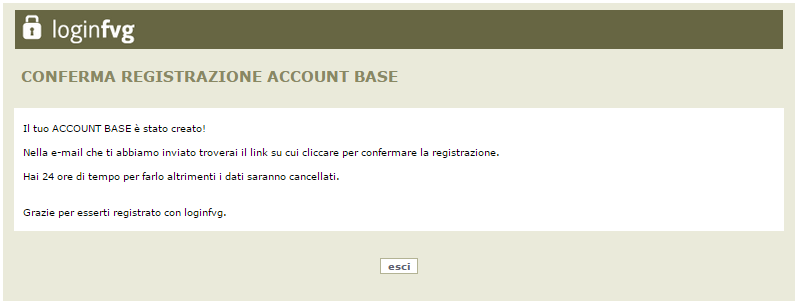 loginfvg
CONFERMA REGISTRAZIONE ACCOUNT BASE
Il tuo ACCOUNT BASE è stato creato!
Nella e-mail che ti abbiamo inviato troverai il link su cui cliccare per confermare la registrazione.
Hai 24 ore di tempo per farlo altrimenti i dati saranno cancellati.
Grazie per esserti registrato con loginfvg.
esci